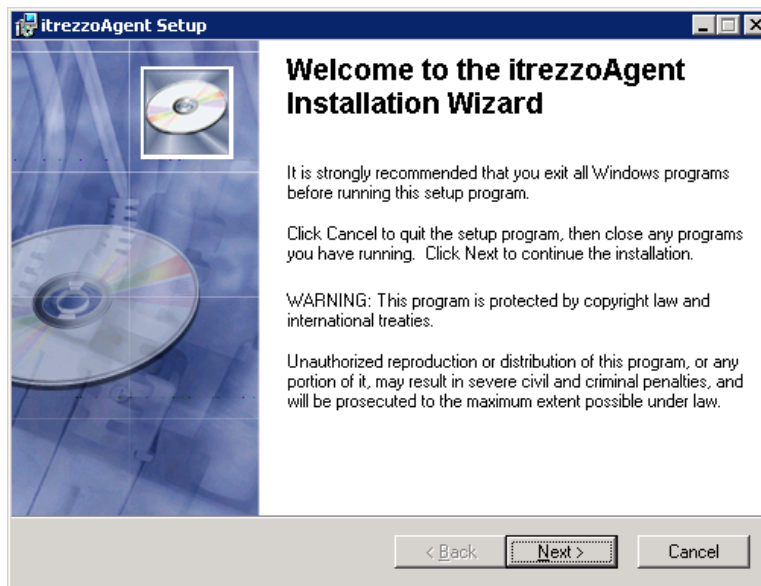 itrezzoAgent Setup
Welcome to the itrezzoAgent
Installation Wizard
It is strongly recommended that you exit all Windows programs
before running this setup program.
Click Cancel to quit the setup program, then close any programs
you have running.  Click Next to continue the installation.
WARNING: This program is protected by copyright law and
international treaties.
Unauthorized reproduction or distribution of this program, or any
portion of it, may result in severe civil and criminal penalties, and
will be prosecuted to the maximum extent possible under law.
< Back
Next >
Cancel